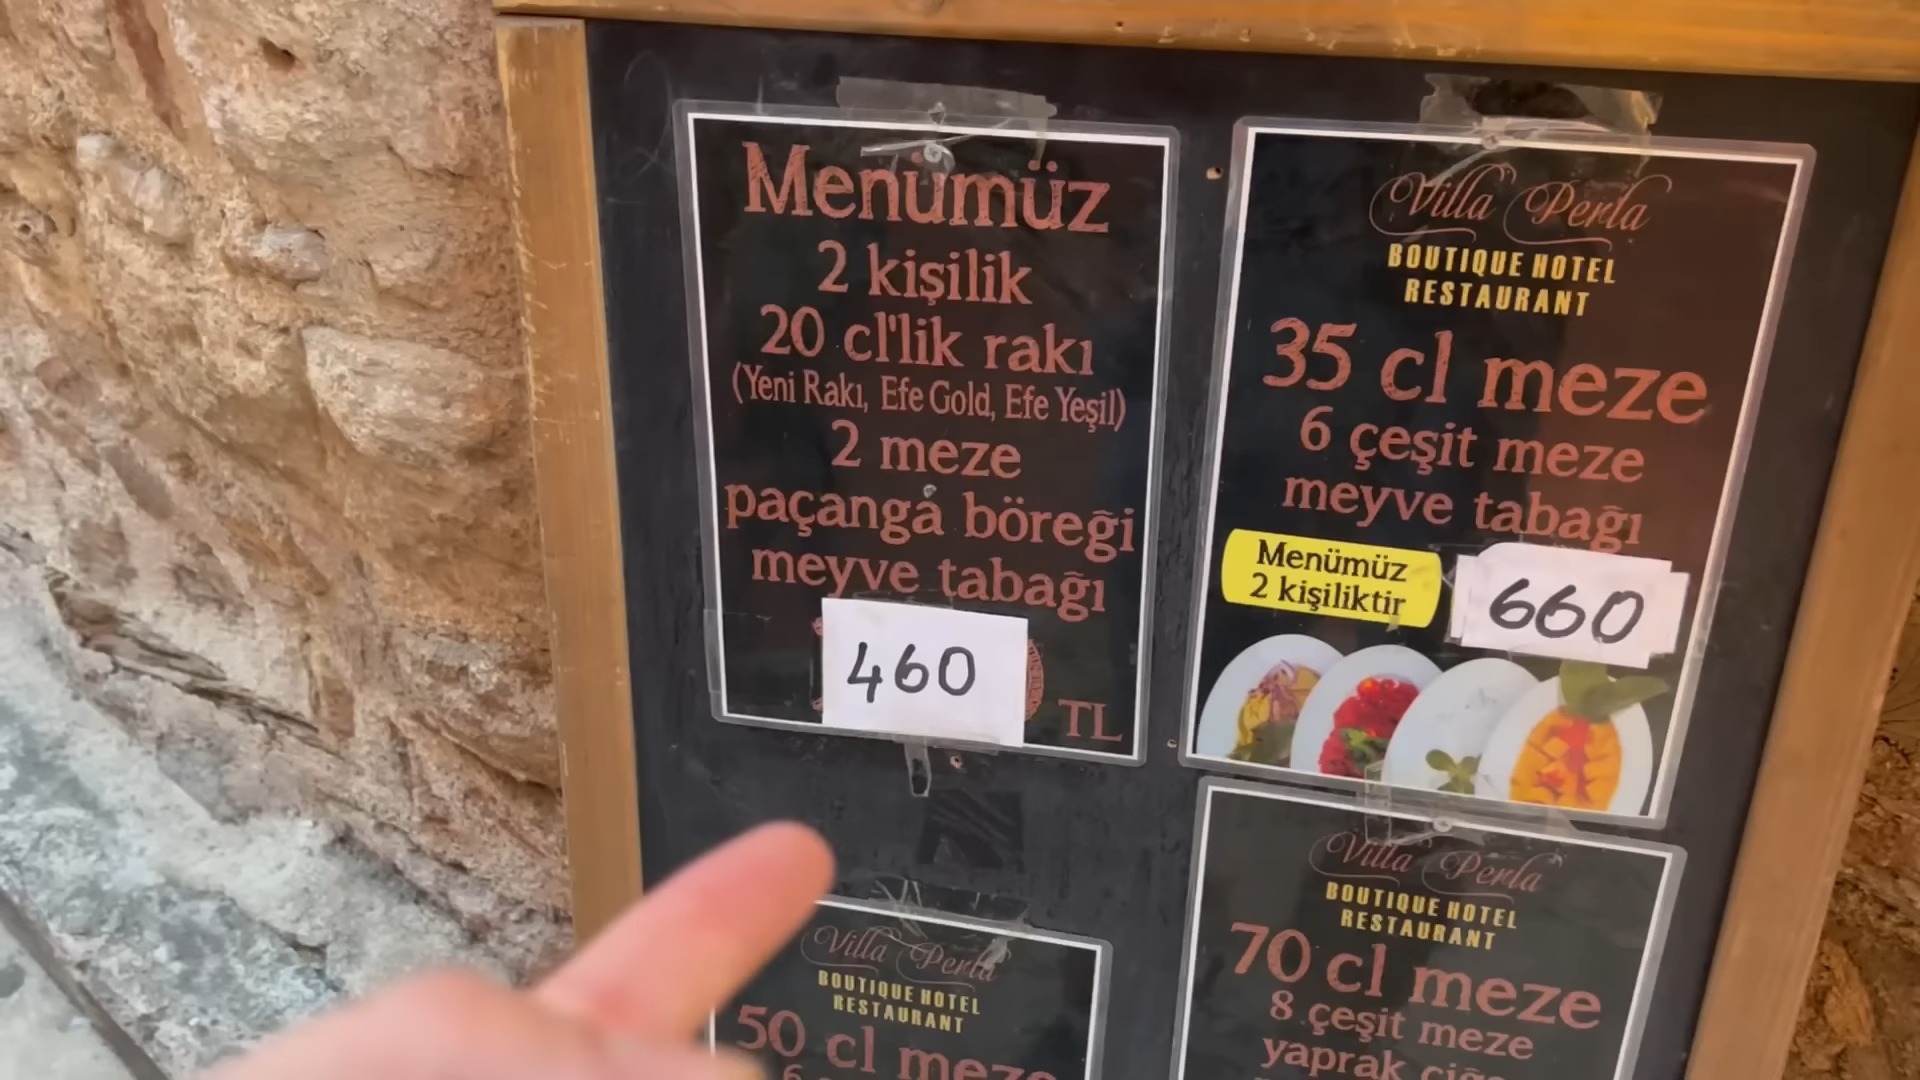 Menümüz
2 kişilik
20 cl'lik rakı
(Yeni Rakı, Efe Gold, Efe Yeşil)
2 meze
paçanga böreği
meyve tabağı
460
TL
Villa Perla
BOUTIQUE HOTEL
RESTAURANT
35 cl meze
6 çeşit meze
meyve tabağı
Menümüz
2 kişiliktir
660
Villa Perla
BOUTIQUE HOTEL
RESTAURANT
50 cl meze
6
Villa Perla
BOUTIQUE HOTEL
RESTAURANT
70 cl meze
8 çeşit meze
yaprak